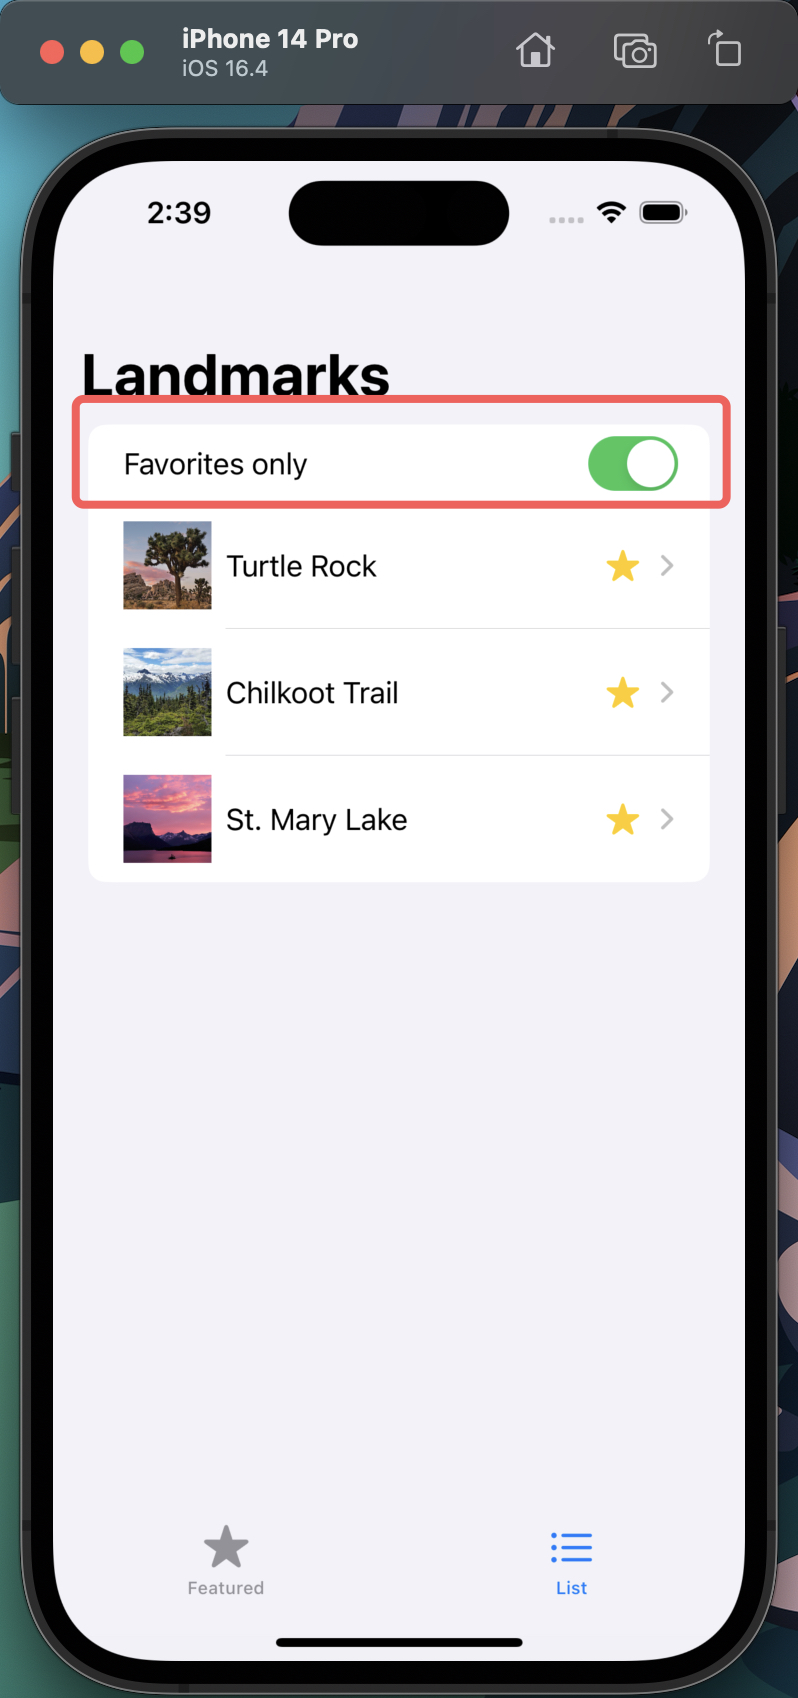 iPhone 14 Pro
iOS 16.4
2:39
Landmarks
Favorites only
Turtle Rock
Chilkoot Trail
St. Mary Lake
Featured
List